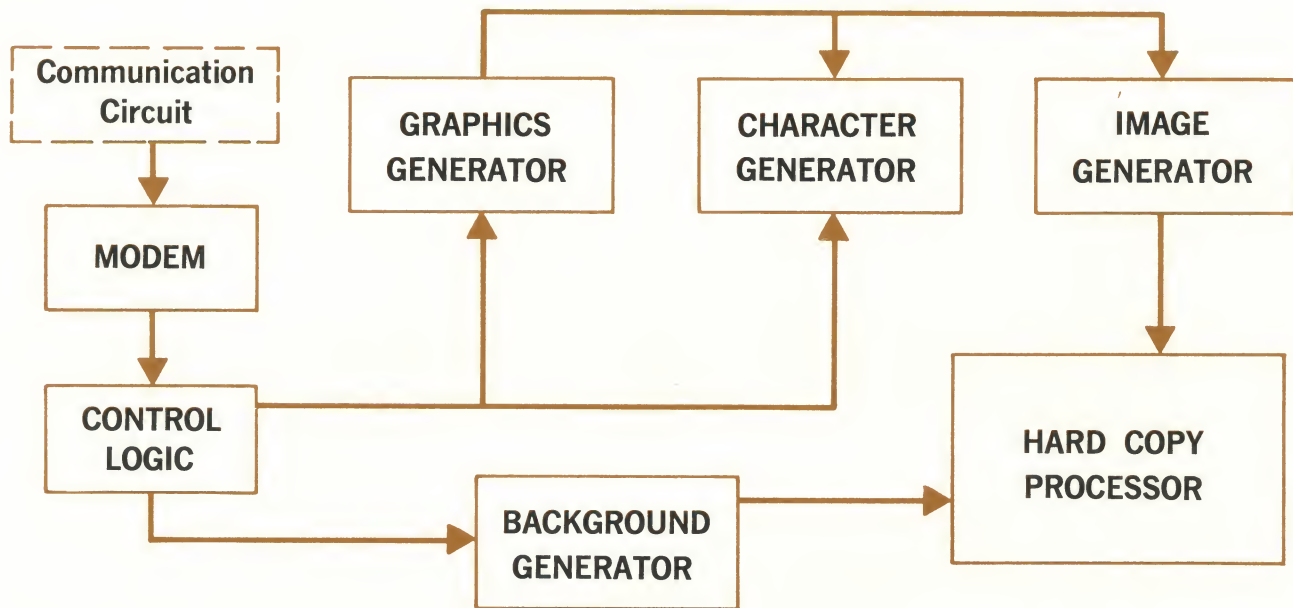 Communication
Circuit
MODEM
CONTROL
LOGIC
GRAPHICS
GENERATOR
CHARACTER
GENERATOR
IMAGE
GENERATOR
BACKGROUND
GENERATOR
HARD COPY
PROCESSOR